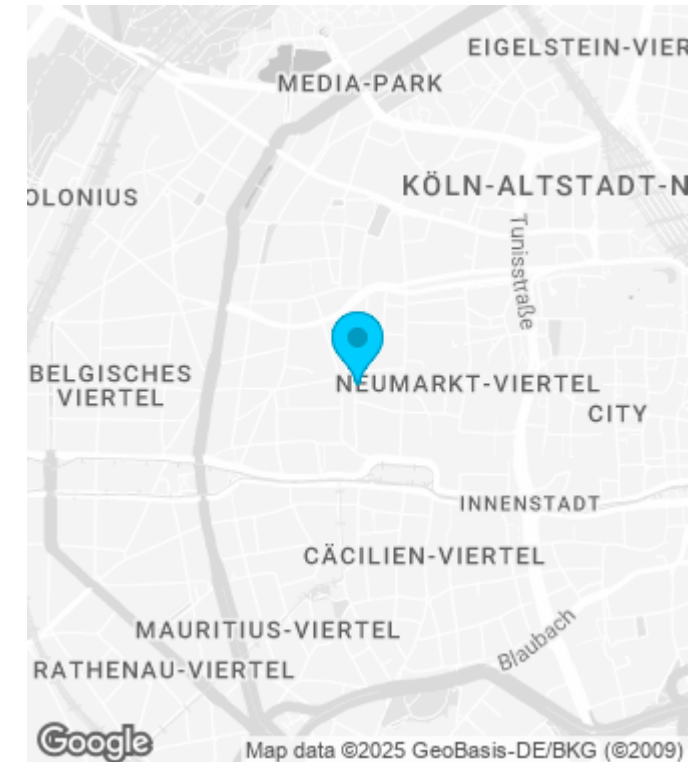 EIGELSTEIN-VIER
MEDIA-PARK
KÖLN-ALTSTADT-N
OLONIUS
Tunisstraße
BELGISCHES
VIERTEL
NEUMARKT-VIERTEL
CITY
INNENSTADT
CÄCILIEN-VIERTEL
MAURITIUS-VIERTEL
Blaubach
RATHENAU-VIERTEL
Google
Map data ©2025 GeoBasis-DE/BKG (©2009)